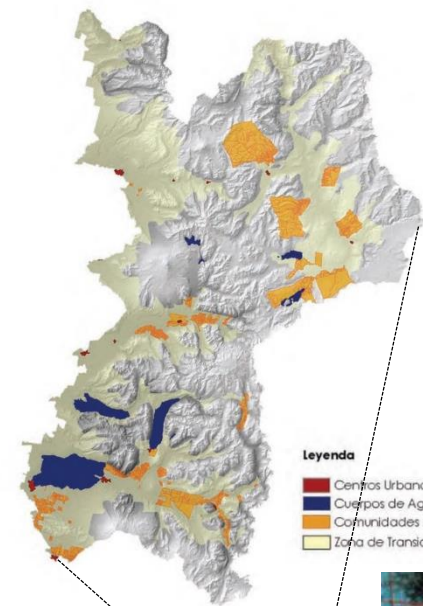 Leyenda
Centros Urbano
Cuerpos de Ag
Comunidades
Zona de Transic